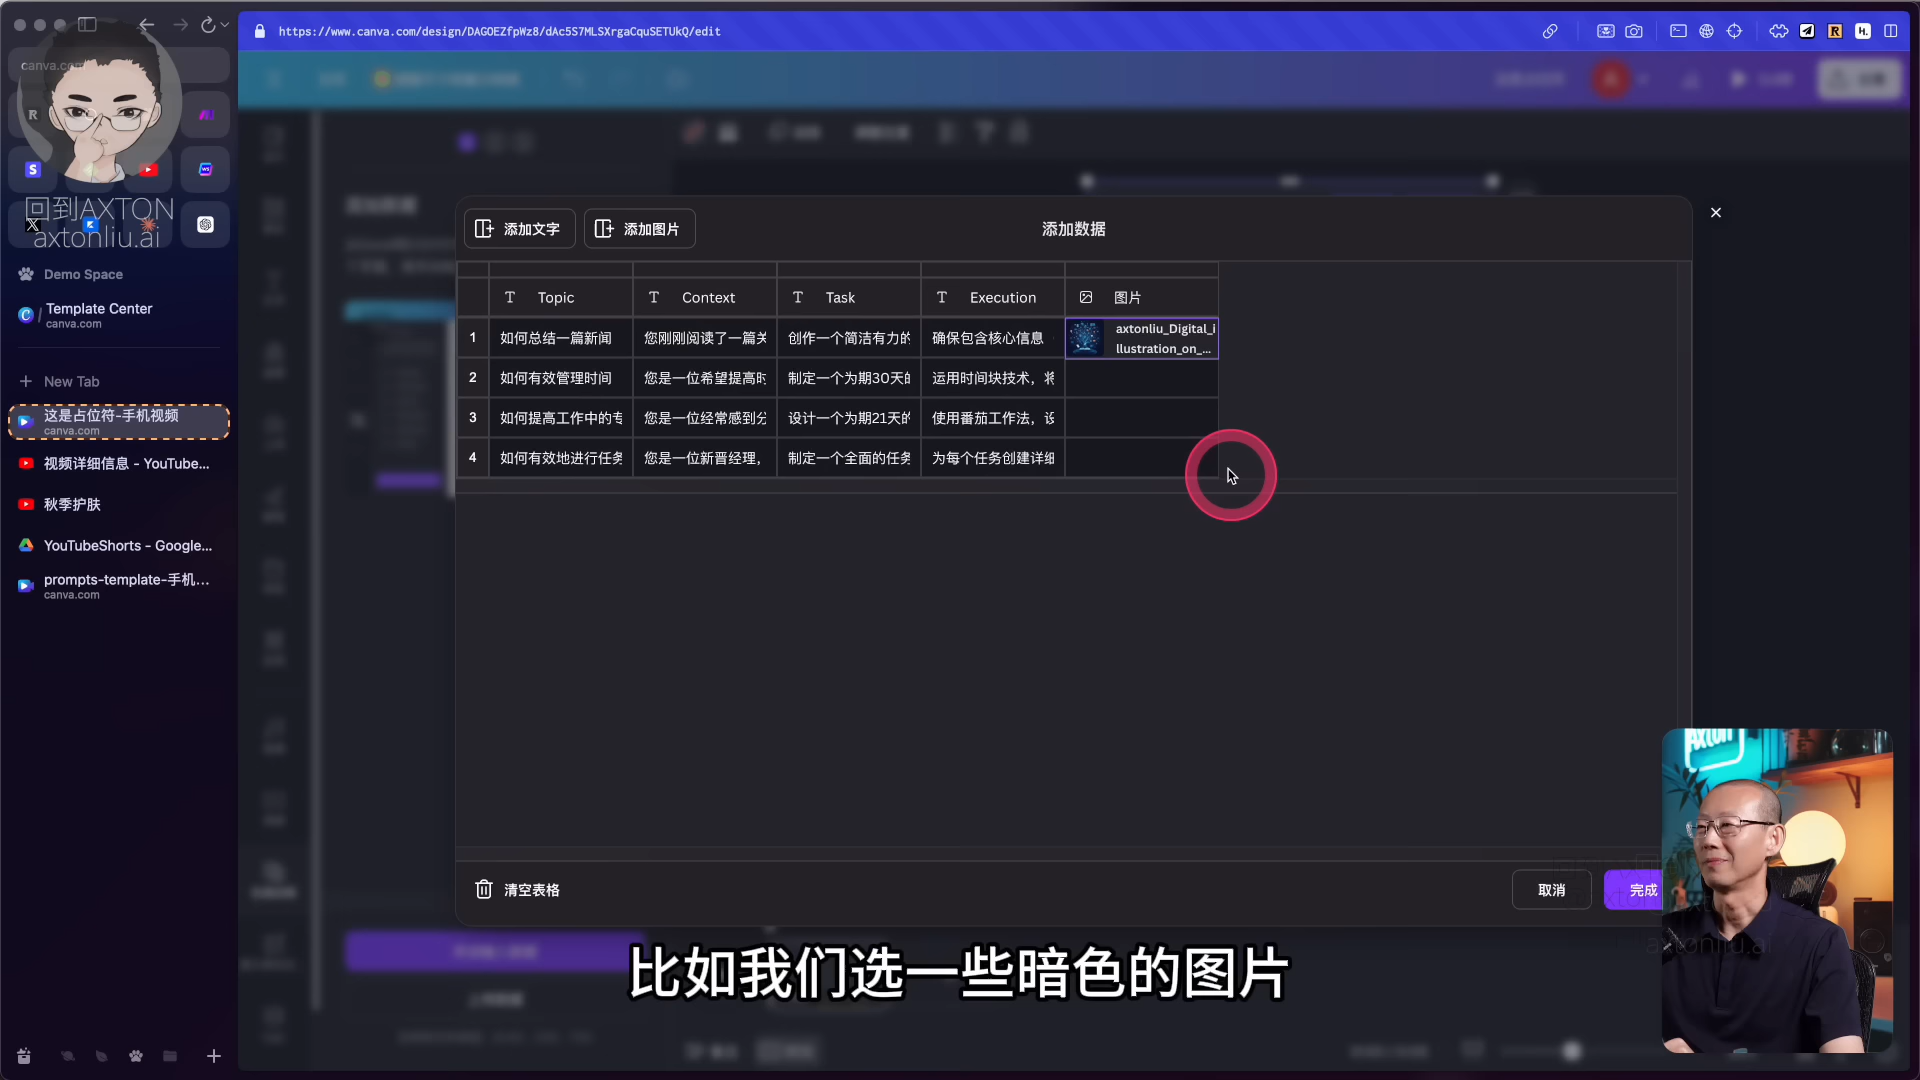 https://www.canva.com/design/DAGOEZfpWz8/dAc5S7MLSXrgaCquSETUkQ/edit
canva.com
回到AXTON
axtonliu.ai
Demo Space
Template Center
canva.com
New Tab
这是占位符-手机视频
canva.com
视频详细信息 - YouTube...
秋季护肤
YouTubeShorts - Google...
prompts-template-手机...
canva.com
添加文字
添加图片
添加数据
Topic
Context
Task
Execution
图片
1
如何总结一篇新闻
您刚刚阅读了一篇关
创作一个简洁有力的
确保包含核心信息
axtonliu_Digital_i
llustration_on_...
2
如何有效管理时间
您是一位希望提高时
制定一个为期30天的
运用时间块技术，将
3
如何提高工作中的专
您是一位经常感到分
设计一个为期21天的
使用番茄工作法，设
4
如何有效地进行任务
您是一位新晋经理，
制定一个全面的任务
为每个任务创建详细
清空表格
取消
完成
AXTON
axtonliu.ai
比如我们选一些暗色的图片